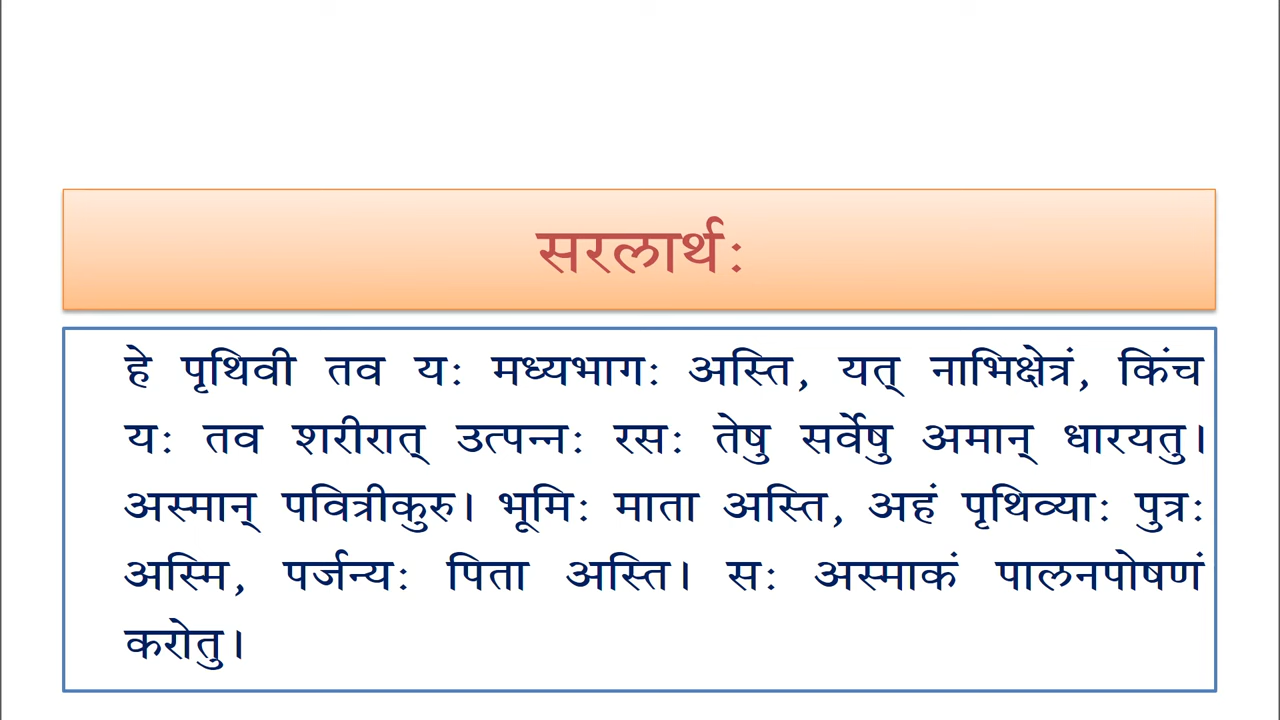 सरलार्थः
हे पृथिवी तव यः मध्यभागः अस्ति, यत् नाभिक्षेत्रं, किंच
यः तव शरीरात् उत्पन्नः रसः तेषु सर्वेषु अमान् धारयतु।
अस्मान् पवित्रीकुरु। भूमिः माता अस्ति, अहं पृथिव्याः पुत्रः
अस्मि, पर्जन्यः पिता अस्ति। सः अस्माकं पालनपोषणं
करोतु।